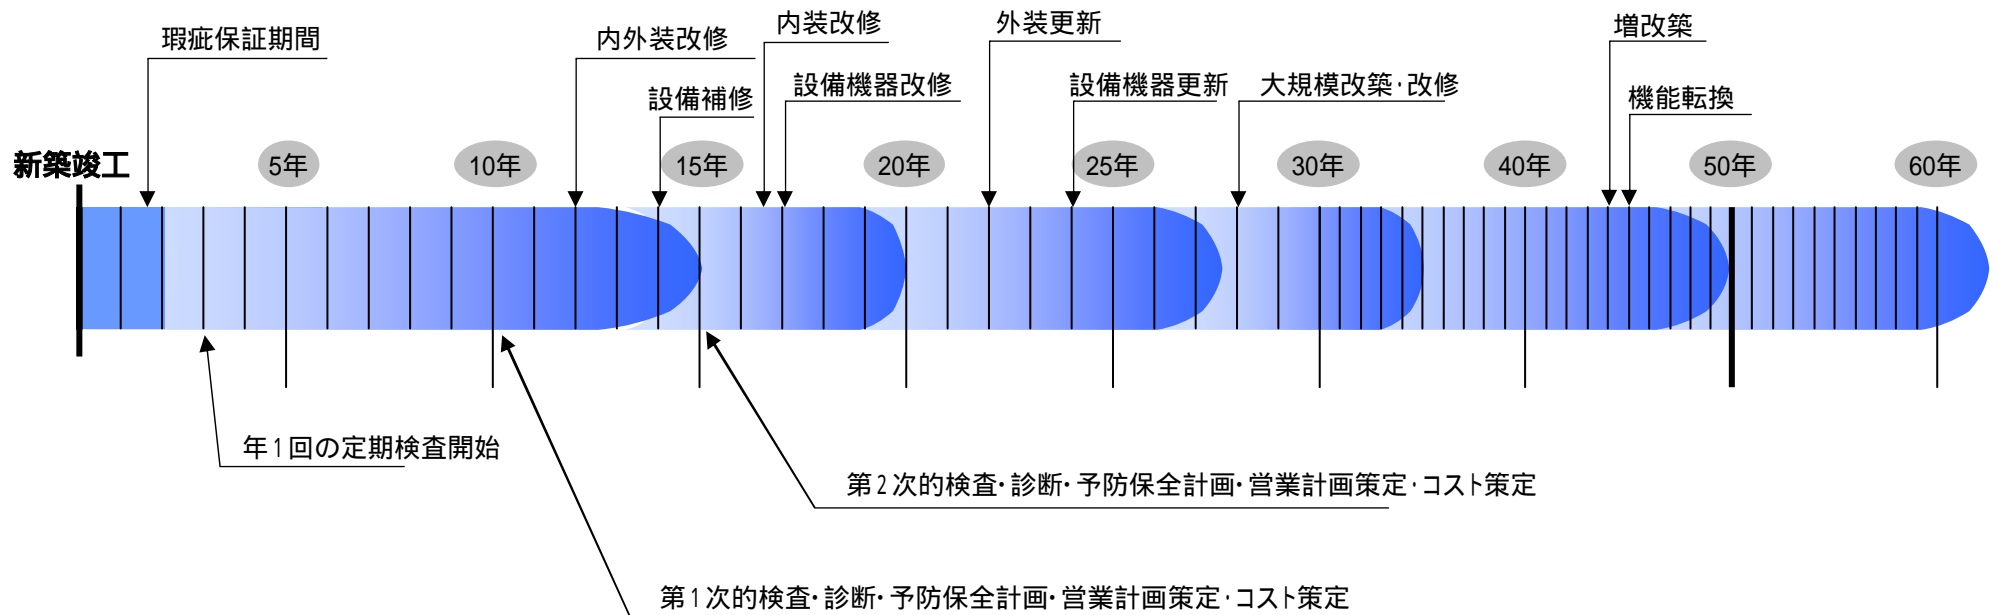 瑕疵保証期間
内外装改修
内装改修
外装更新
増改築
設備補修
設備機器改修
設備機器更新
大規模改築・改修
機能転換
新築竣工
5年
10年
15年
20年
25年
30年
40年
50年
60年
年1回の定期検査開始
第2次的検査・診断・予防保全計画・営業計画策定・コスト策定
第1次的検査・診断・予防保全計画・営業計画策定・コスト策定